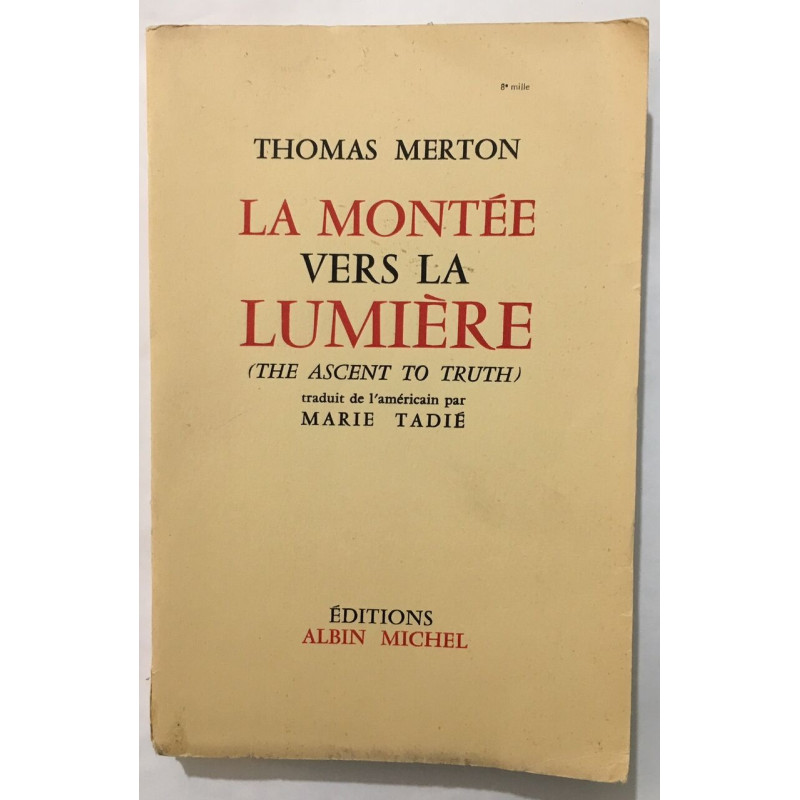 8e mille
THOMAS MERTON
LA MONTÉE
VERS LA
LUMIÈRE
(THE ASCENT TO TRUTH)
traduit de l'américain par
MARIE TADIÉ
ÉDITIONS
ALBIN MICHEL